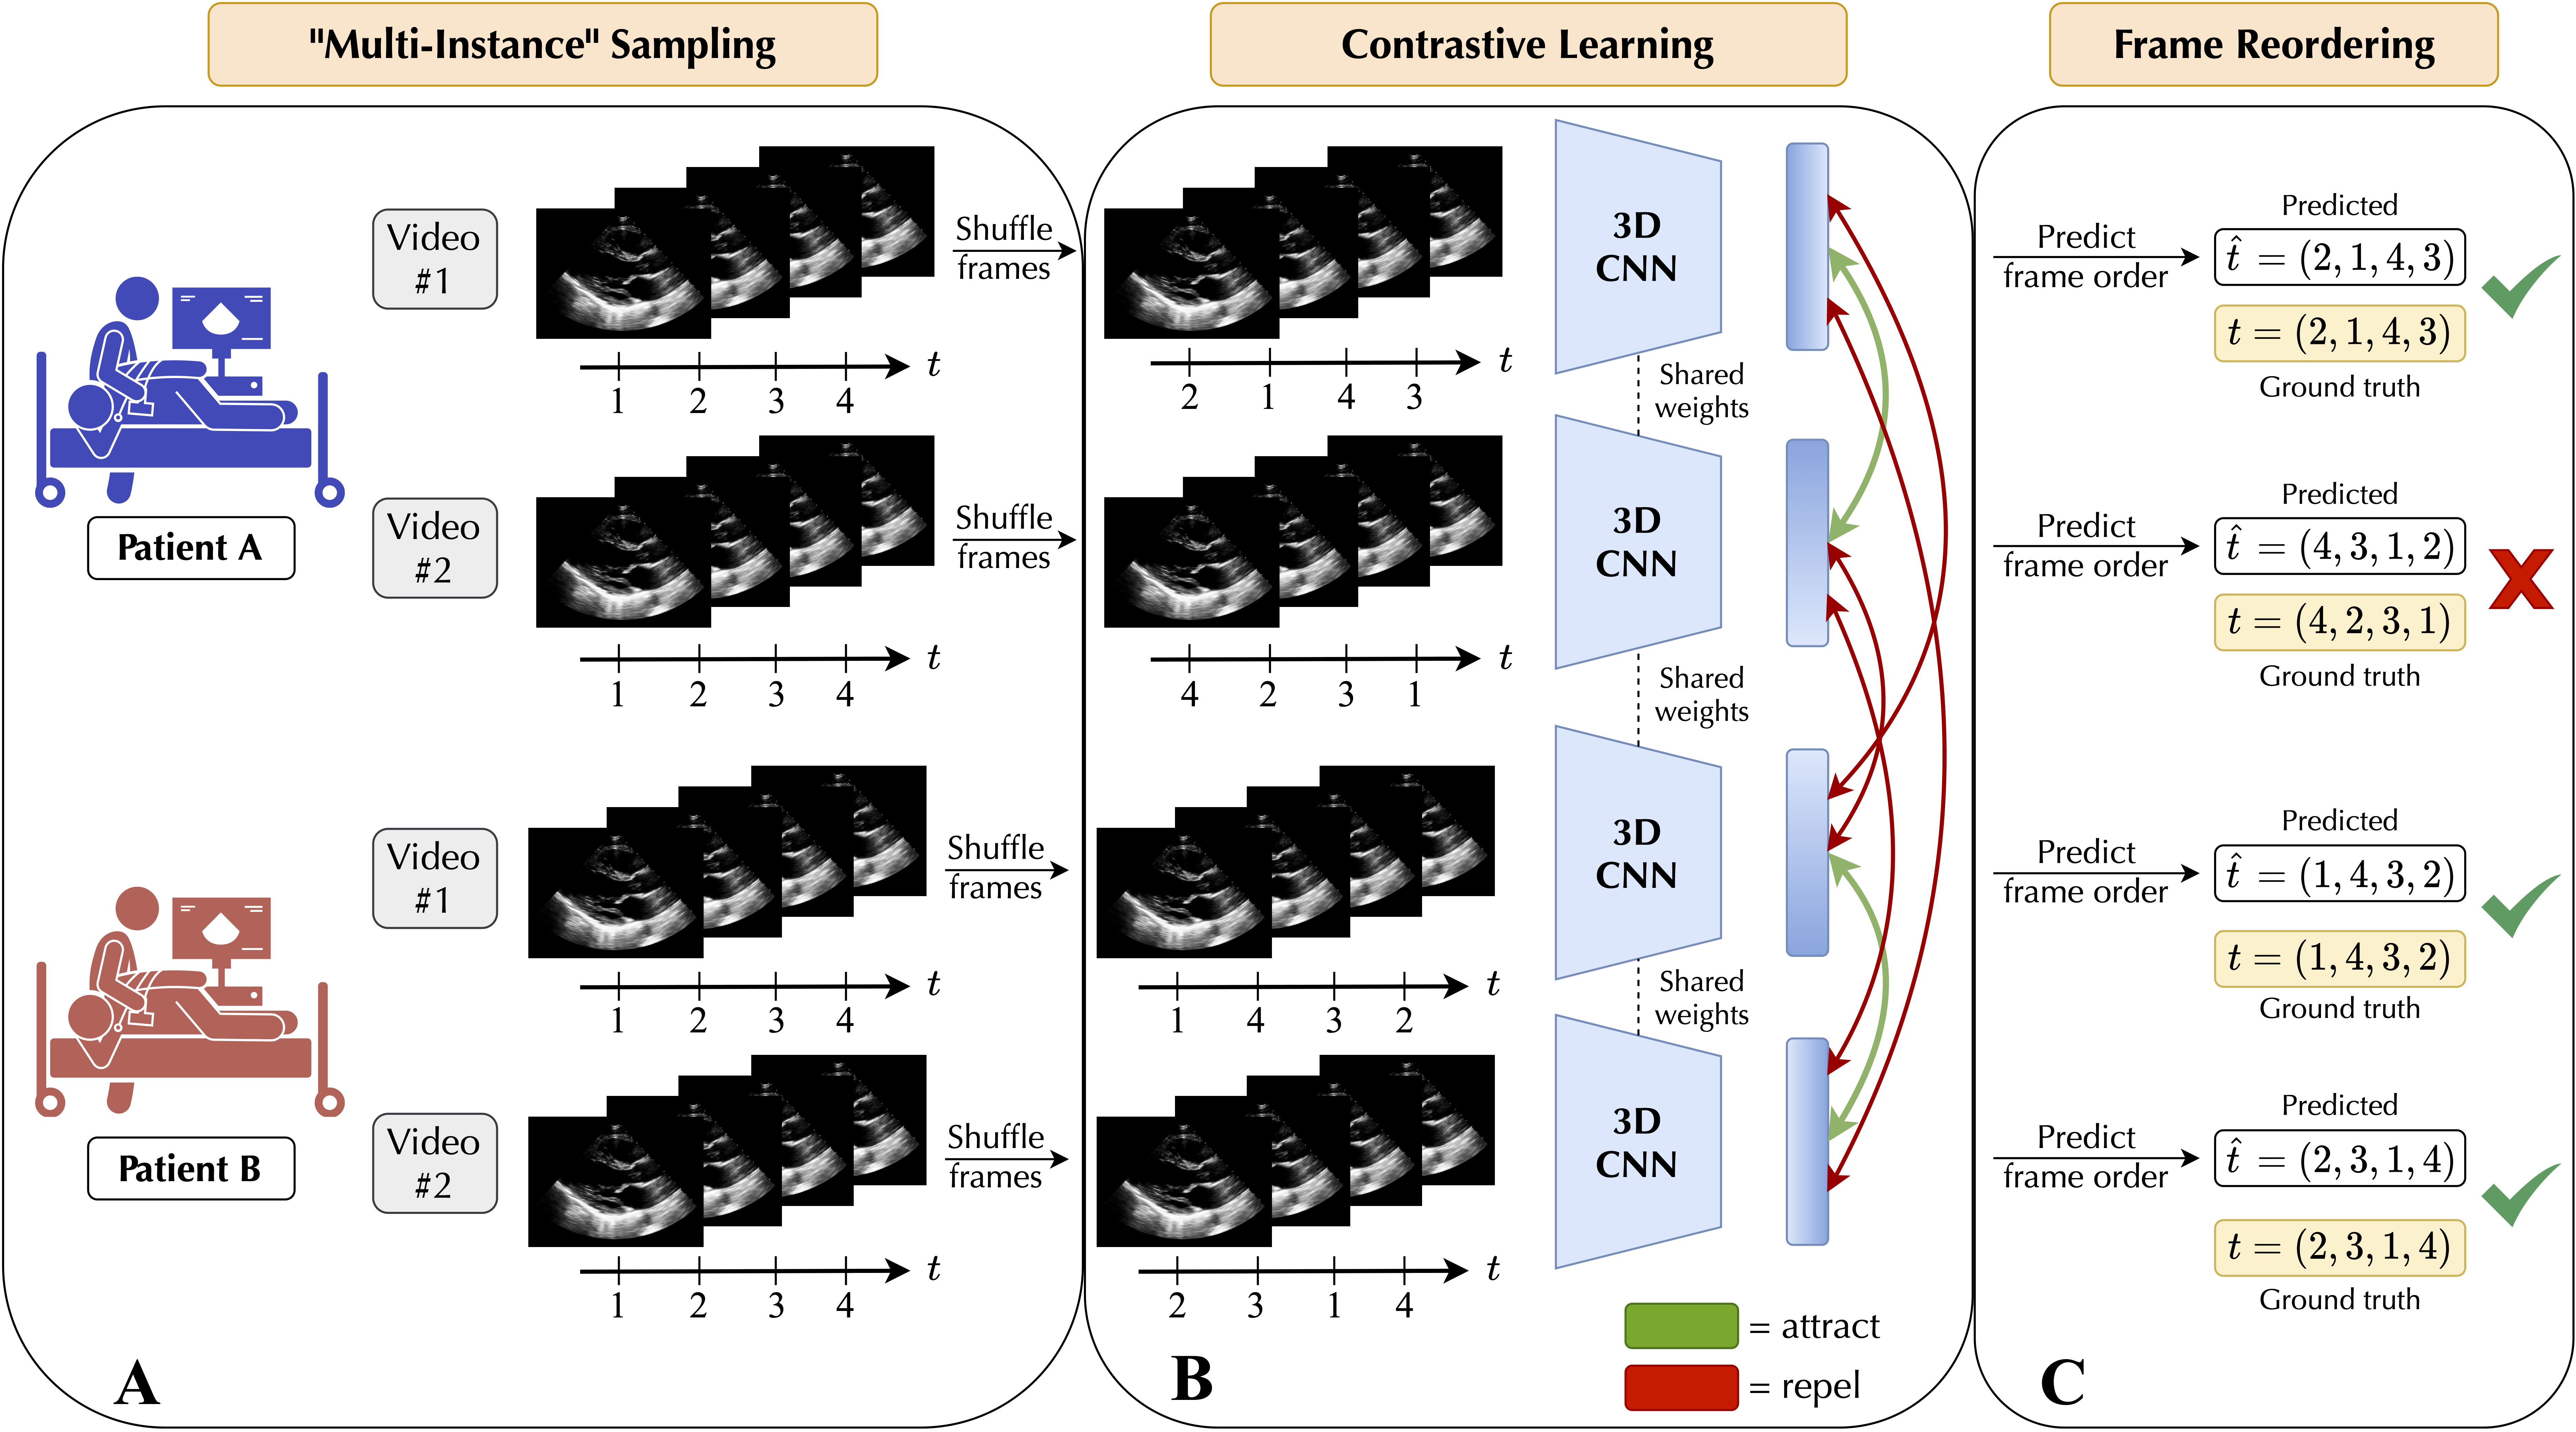 "Multi-Instance" Sampling
Contrastive Learning
Frame Reordering
Patient A
Video
#1
1 2 3 4 t
Shuffle
frames
Video
#2
1 2 3 4 t
Shuffle
frames
Patient B
Video
#1
1 2 3 4 t
Shuffle
frames
Video
#2
1 2 3 4 t
Shuffle
frames
A
2 1 4 3 t
3D
CNN
Shared
weights
4 2 3 1 t
3D
CNN
Shared
weights
1 4 3 2 t
3D
CNN
Shared
weights
2 3 1 4 t
3D
CNN
= attract
= repel
B
Predict
frame order
Predicted
t̂ = (2, 1, 4, 3)
t = (2, 1, 4, 3)
Ground truth
Predict
frame order
Predicted
t̂ = (4, 3, 1, 2)
t = (4, 2, 3, 1)
Ground truth
Predict
frame order
Predicted
t̂ = (1, 4, 3, 2)
t = (1, 4, 3, 2)
Ground truth
Predict
frame order
Predicted
t̂ = (2, 3, 1, 4)
t = (2, 3, 1, 4)
Ground truth
C